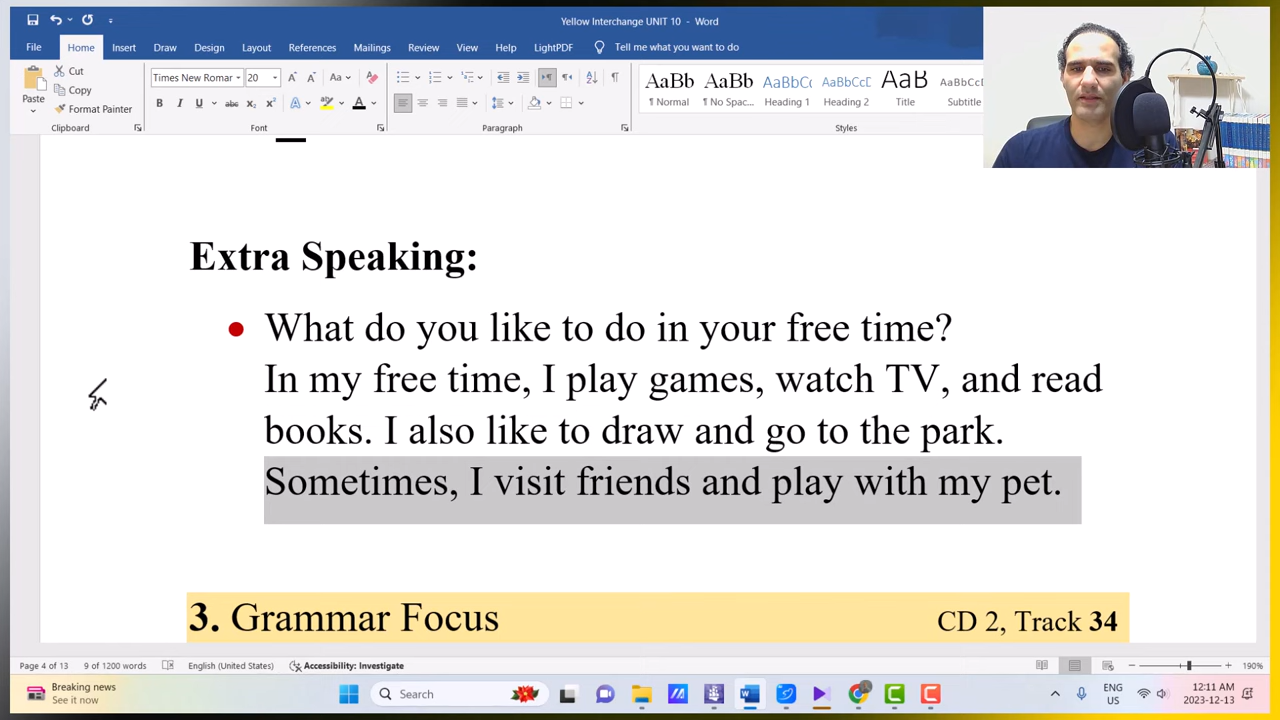 Yellow Interchange UNIT 10 - Word
File Home Insert Draw Design Layout References Mailings Review View Help LightPDF Tell me what you want to do
Paste
Cut
Copy
Format Painter
Clipboard
Times New Romar 20
Font
Paragraph
AaBb AaBb AaBbCc AaBbCcD AaB AaBbCc
¶ Normal ¶ No Spac... Heading 1 Heading 2 Title Subtitle
Styles
Extra Speaking:
What do you like to do in your free time?
In my free time, I play games, watch TV, and read
books. I also like to draw and go to the park.
Sometimes, I visit friends and play with my pet.
3. Grammar Focus CD 2, Track 34
Page 4 of 13 9 of 1200 words English (United States) Accessibility: Investigate 190%
Breaking news
See it now
Search
ENG
US
12:11 AM
2023-12-13